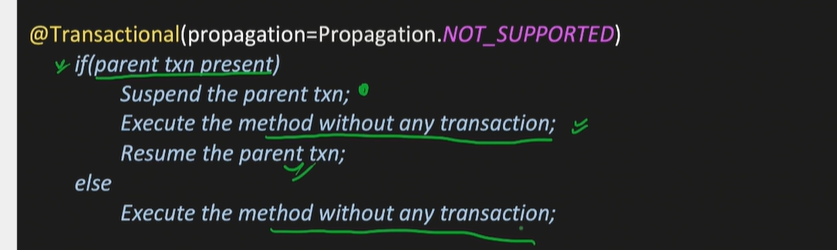 @Transactional(propagation=Propagation.NOT_SUPPORTED)
if(parent txn present)
Suspend the parent txn;
Execute the method without any transaction;
Resume the parent txn;
else
Execute the method without any transaction;